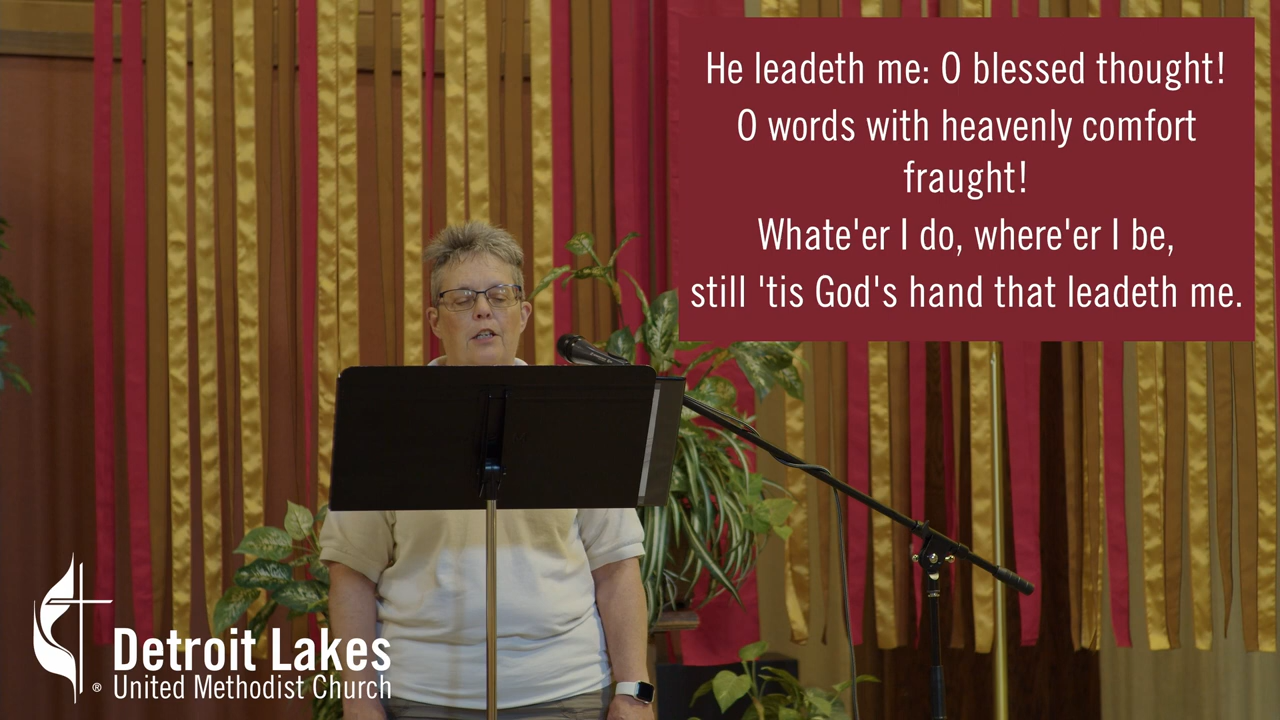 He leadeth me: O blessed thought!
O words with heavenly comfort
fraught!
Whate'er I do, where'er I be,
still 'tis God's hand that leadeth me.
Detroit Lakes
® United Methodist Church